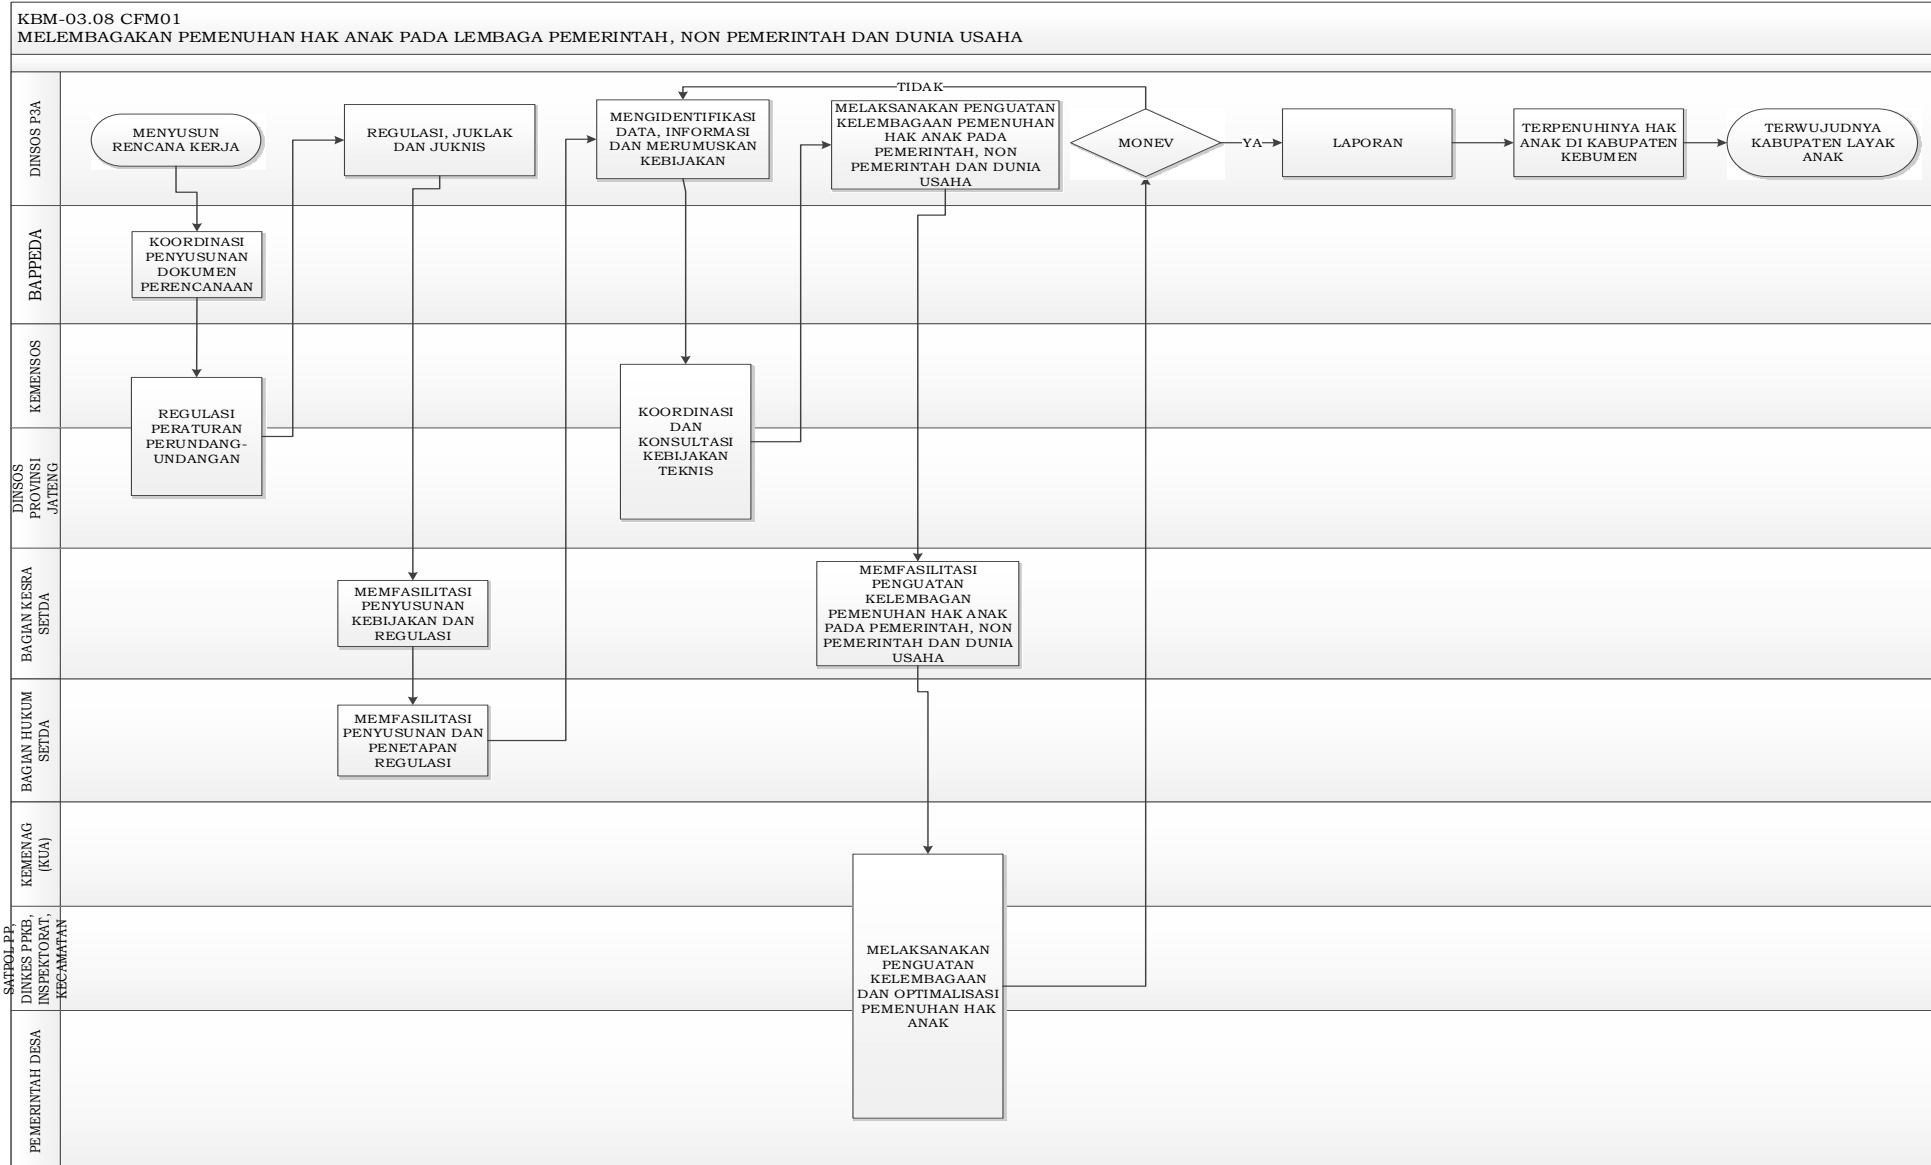 KBM-03.08 CFM01
MELEMBAGAKAN PEMENUHAN HAK ANAK PADA LEMBAGA PEMERINTAH, NON PEMERINTAH DAN DUNIA USAHA
DINSOS P3A
MENYUSUN
RENCANA KERJA
REGULASI, JUKLAK
DAN JUKNIS
MENGIDENTIFIKASI
DATA, INFORMASI
DAN MERUMUSKAN
KEBIJAKAN
TIDAK
MELAKSANAKAN PENGUATAN
KELEMBAGAAN PEMENUHAN
HAK ANAK PADA
PEMERINTAH, NON
PEMERINTAH DAN DUNIA
USAHA
MONEV
YA
LAPORAN
TERPENUHINYA HAK
ANAK DI KABUPATEN
KEBUMEN
TERWUJUDNYA
KABUPATEN LAYAK
ANAK
BAPPEDA
KOORDINASI
PENYUSUNAN
DOKUMEN
PERENCANAAN
KEMENSOS
REGULASI
PERATURAN
PERUNDANG-
UNDANGAN
KOORDINASI
DAN
KONSULTASI
KEBIJAKAN
TEKNIS
DINSOS
PROVINSI
JATENG
BAGIAN KESRA
SETDA
MEMFASILITASI
PENYUSUNAN
KEBIJAKAN DAN
REGULASI
MEMFASILITASI
PENGUATAN
KELEMBAGAN
PEMENUHAN HAK ANAK
PADA PEMERINTAH, NON
PEMERINTAH DAN DUNIA
USAHA
BAGIAN HUKUM
SETDA
MEMFASILITASI
PENYUSUNAN DAN
PENETAPAN
REGULASI
KEMENAG
(KUA)
SATPOL PP,
DINKES PPKB,
INSPEKTORAT,
KECAMATAN
MELAKSANAKAN
PENGUATAN
KELEMBAGAAN
DAN OPTIMALISASI
PEMENUHAN HAK
ANAK
PEMERINTAH DESA